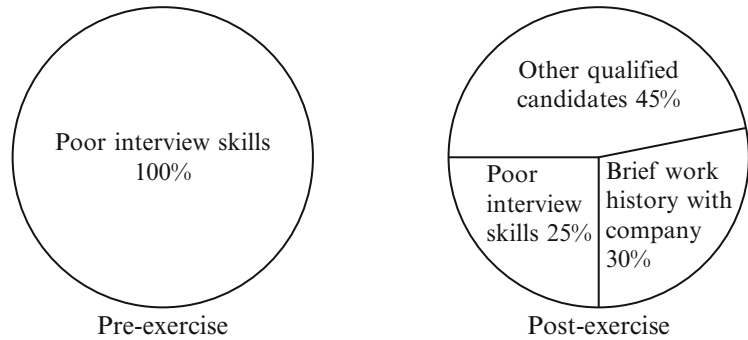 Poor interview skills
100%
Pre-exercise
Other qualified
candidates 45%
Poor
interview
skills 25%
Brief work
history with
company
30%
Post-exercise